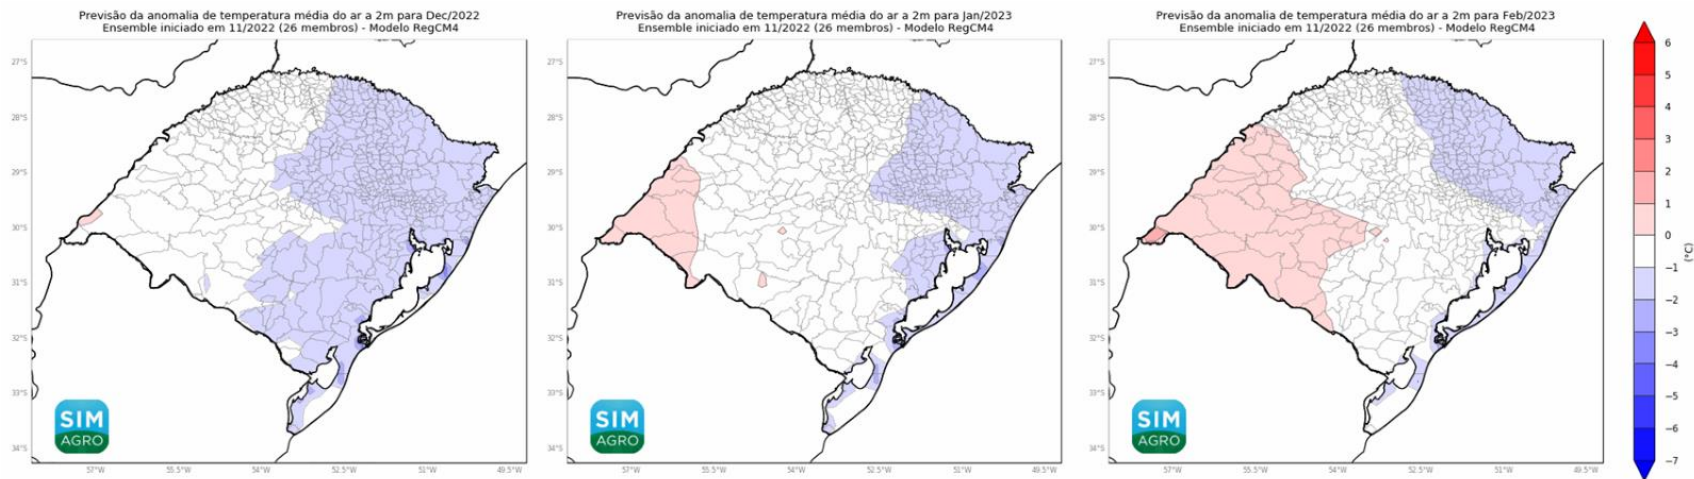 Previsão da anomalia de temperatura média do ar a 2m para Dec/2022
Ensemble iniciado em 11/2022 (26 membros) - Modelo RegCM4
27°S
28°S
29°S
30°S
31°S
32°S
33°S
34°S
57°W
55.5°W
54°W
52.5°W
51°W
49.5°W
SIM
AGRO
Previsão da anomalia de temperatura média do ar a 2m para Jan/2023
Ensemble iniciado em 11/2022 (26 membros) - Modelo RegCM4
27°S
28°S
29°S
30°S
31°S
32°S
33°S
34°S
57°W
55.5°W
54°W
52.5°W
51°W
49.5°W
SIM
AGRO
Previsão da anomalia de temperatura média do ar a 2m para Feb/2023
Ensemble iniciado em 11/2022 (26 membros) - Modelo RegCM4
27°S
28°S
29°S
30°S
31°S
32°S
33°S
34°S
57°W
55.5°W
54°W
52.5°W
51°W
49.5°W
SIM
AGRO
6
5
4
3
2
1
0
−1
−2
−3
−4
−5
−6
−7
(°C)